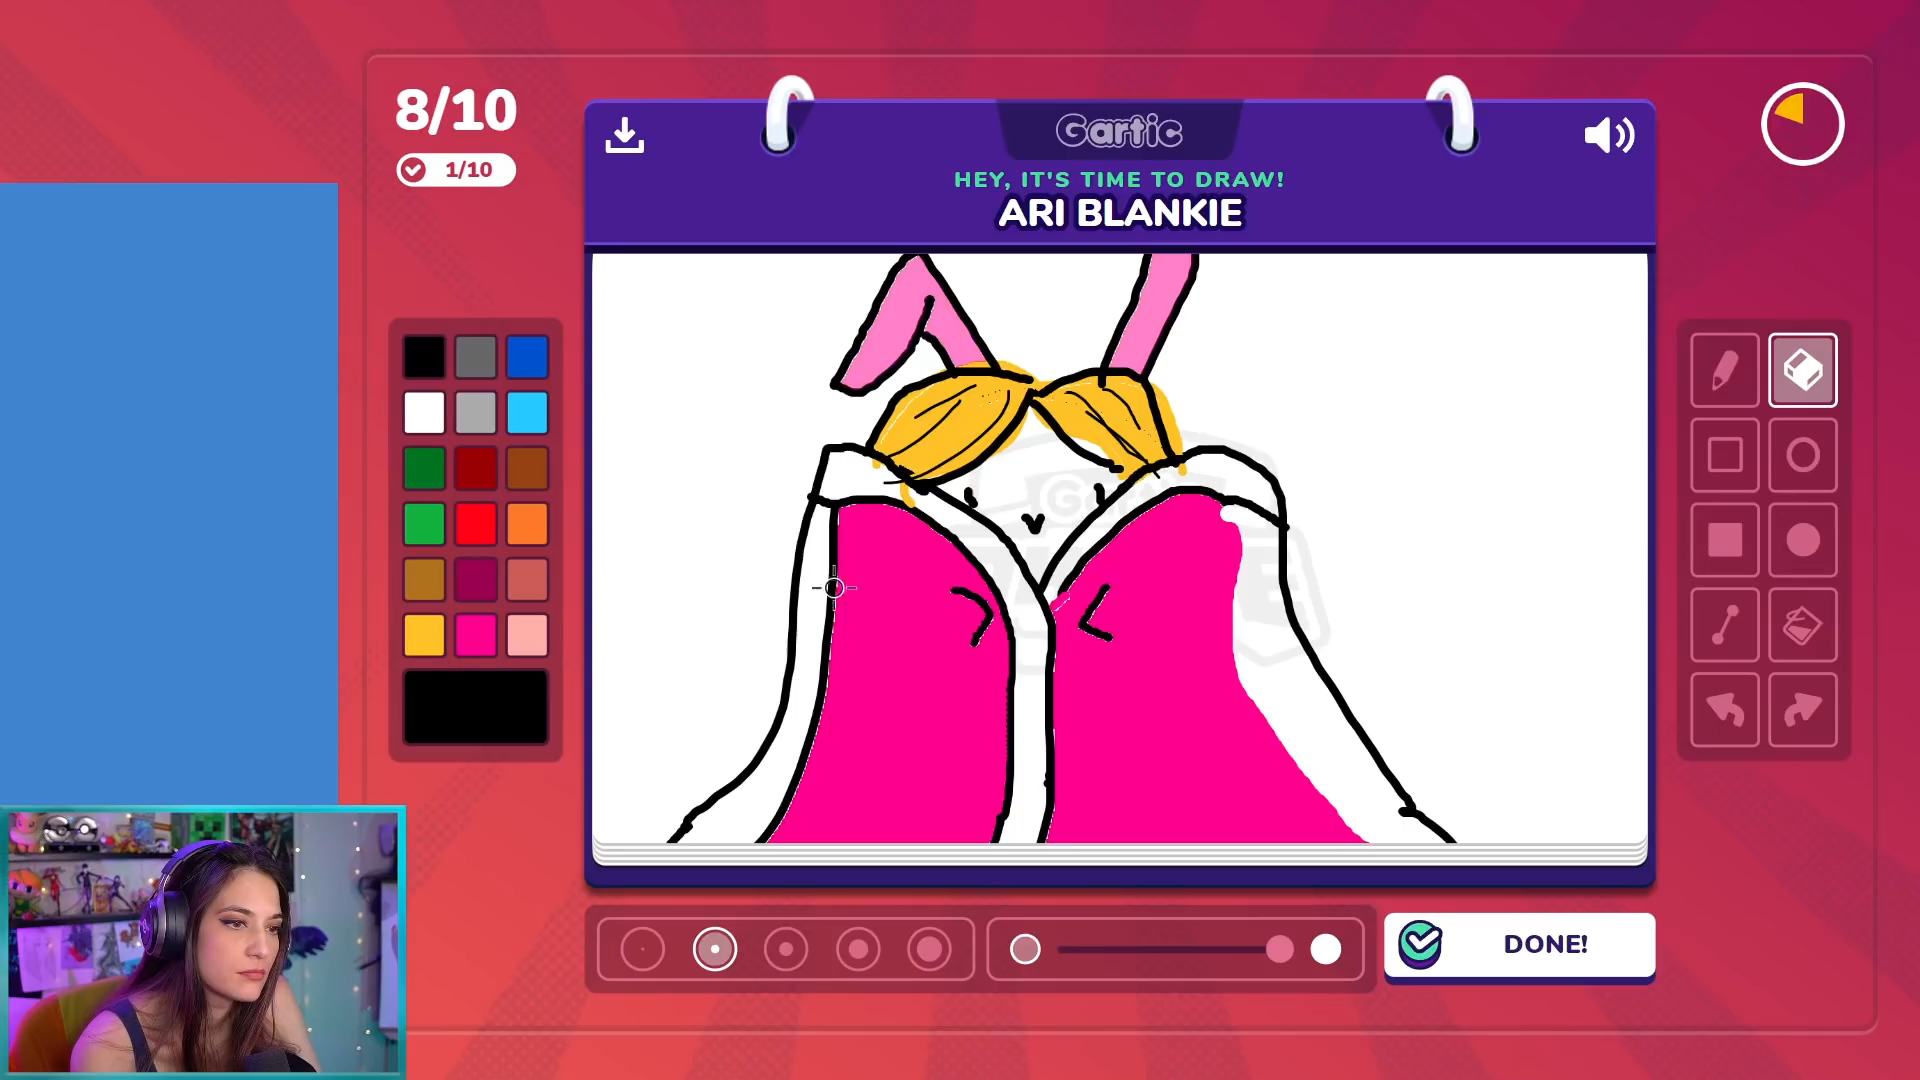 8/10
1/10
Gartic
HEY, IT'S TIME TO DRAW!
ARI BLANKIE
DONE!